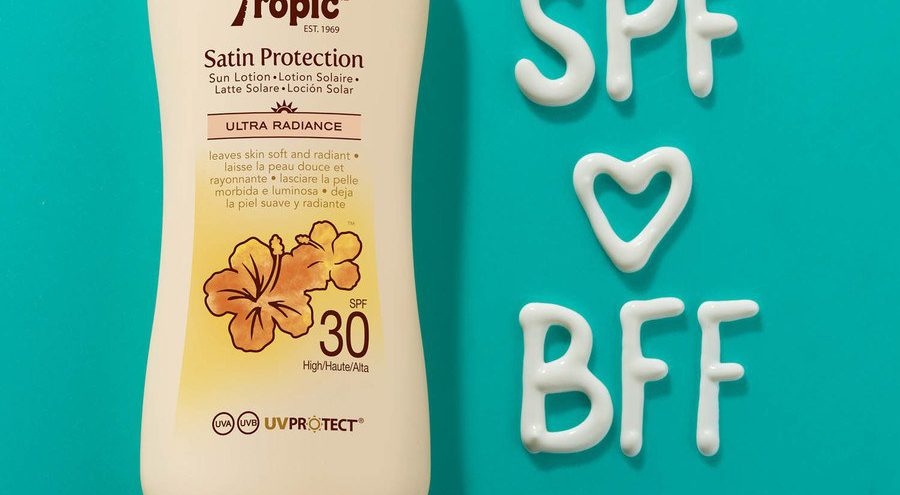 Tropic
EST. 1969
Satin Protection
Sun Lotion • Lotion Solaire •
Latte Solare • Loción Solar
ULTRA RADIANCE
leaves skin soft and radiant •
laisse la peau douce et
rayonnante • lasciare la pelle
morbida e luminosa • deja
la piel suave y radiante
TM
SPF
30
High/Haute/Alta
UVA UVB UVPROTECT®
SPF
BFF